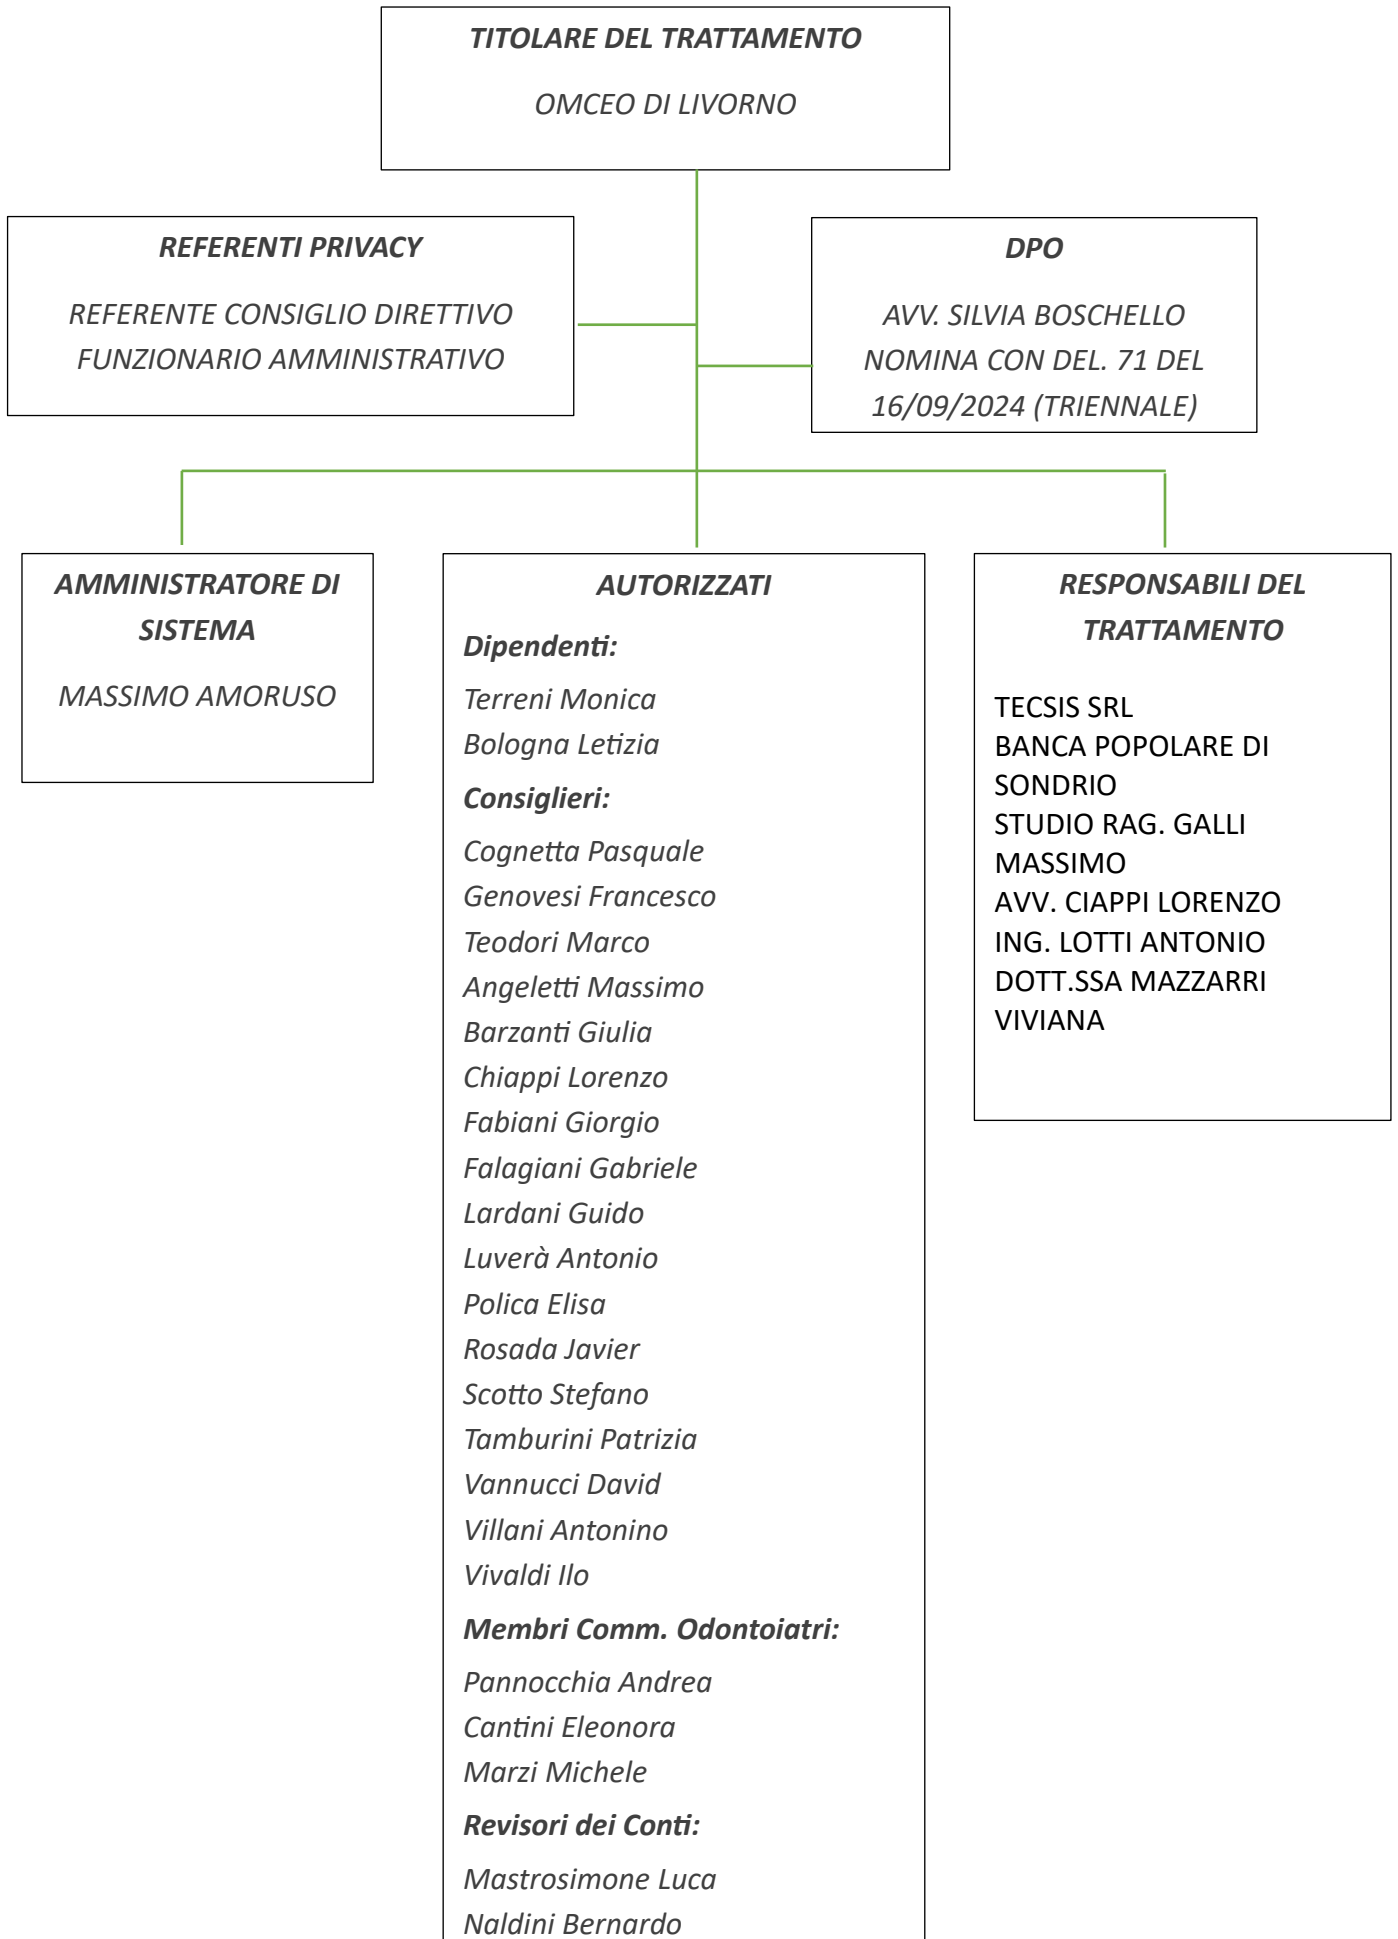 TITOLARE DEL TRATTAMENTO
OMCEO DI LIVORNO
REFERENTI PRIVACY
REFERENTE CONSIGLIO DIRETTIVO
FUNZIONARIO AMMINISTRATIVO
DPO
AVV. SILVIA BOSCHELLO
NOMINA CON DEL. 71 DEL
16/09/2024 (TRIENNALE)
AMMINISTRATORE DI
SISTEMA
MASSIMO AMORUSO
AUTORIZZATI
Dipendenti:
Terreni Monica
Bologna Letizia
Consiglieri:
Cognetta Pasquale
Genovesi Francesco
Teodori Marco
Angeletti Massimo
Barzanti Giulia
Chiappi Lorenzo
Fabiani Giorgio
Falagiani Gabriele
Lardani Guido
Luverà Antonio
Polica Elisa
Rosada Javier
Scotto Stefano
Tamburini Patrizia
Vannucci David
Villani Antonino
Vivaldi Ilo
Membri Comm. Odontoiatri:
Pannocchia Andrea
Cantini Eleonora
Marzi Michele
Revisori dei Conti:
Mastrosimone Luca
Naldini Bernardo
RESPONSABILI DEL
TRATTAMENTO
TECSIS SRL
BANCA POPOLARE DI
SONDRIO
STUDIO RAG. GALLI
MASSIMO
AVV. CIAPPI LORENZO
ING. LOTTI ANTONIO
DOTT.SSA MAZZARRI
VIVIANA